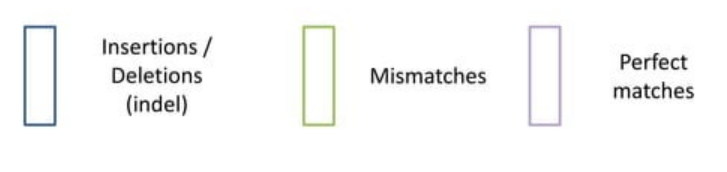 Insertions /
Deletions
(indel)
Mismatches
Perfect
matches